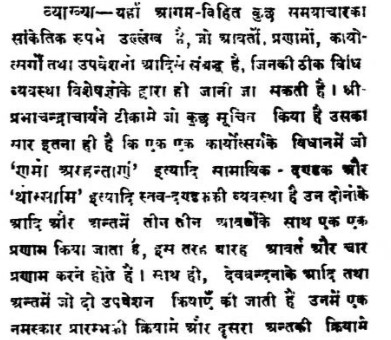 व्याख्या—यहाँ आगम-विहित कुछ समयाचारका
सांकेतिक रूपमे उल्लेख है, जो आवर्तो, प्रणामों, कायो-
त्सर्गों तथा उपवेशनों आदिमें संबद्ध है, जिनकी ठीक विधि
व्यवस्था विशेषज्ञोंके द्वारा ही जानी जा सकती है। श्री-
प्रभाचन्द्राचार्यने टीकामे जो कुछ सूचित किया है उसका
सार इतना ही है कि एक एक कार्योत्सर्गके विधानमें जो
'णमो अरहन्ताणं' इत्यादि सामायिक - दण्डक और
'थोस्सामि' इत्यादि स्तव-दण्डककी व्यवस्था है उन दोनोंके
आदि और अन्तमें तीन तीन आवर्तोंके साथ एक एक
प्रणाम किया जाता है, इस तरह बारह आवर्त और चार
प्रणाम करने होते हैं। साथ ही, देववन्दनाके आदि तथा
अन्तमें जो दो उपवेशन क्रियाएँ की जाती हैं उनमें एक
नमस्कार प्रारम्भकी क्रियामे और दूसरा अन्तकी क्रियामे